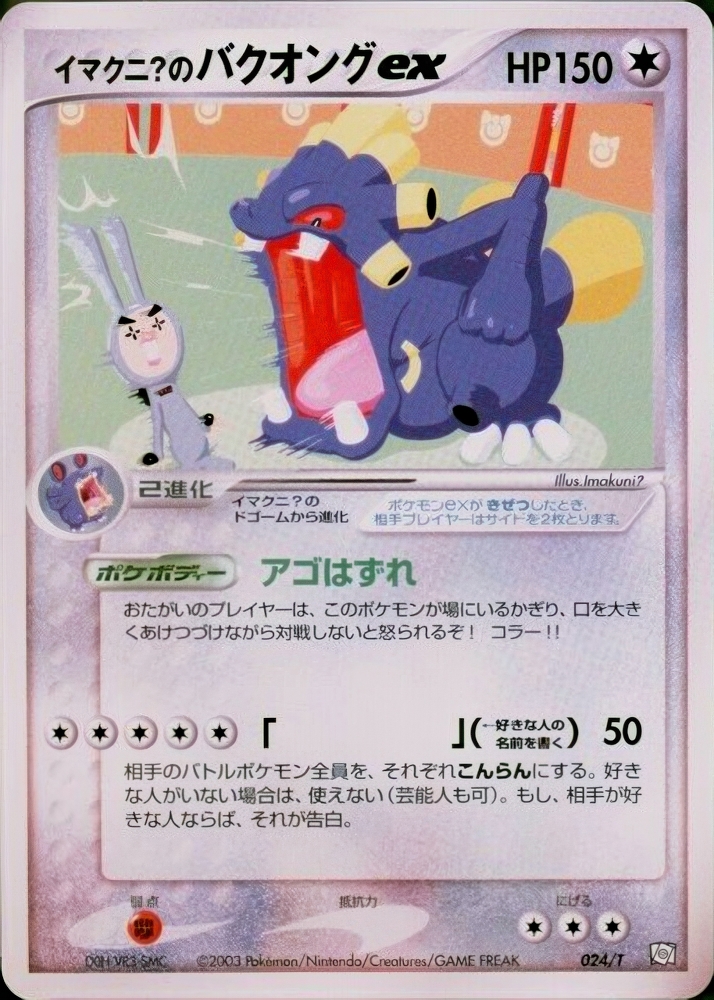 イマクニ?のバクオングex HP150
Illus.Imakuni?
己進化
イマクニ?の
ドゴームから進化
ポケモンexが きぜつしたとき、
相手プレイヤーはサイドを2枚とります。
ポケボディー アゴはずれ
おたがいのプレイヤーは、このポケモンが場にいるかぎり、口を大き
くあけつづけながら対戦しないと怒られるぞ! コラー!!
「 」(←好きな人の
名前を書く) 50
相手のバトルポケモン全員を、それぞれこんらんにする。好き
な人がいない場合は、使えない(芸能人も可)。もし、相手が好
きな人ならば、それが告白。
弱点 抵抗力 にげる
©2003 Pokémon/Nintendo/Creatures/GAME FREAK 024/T